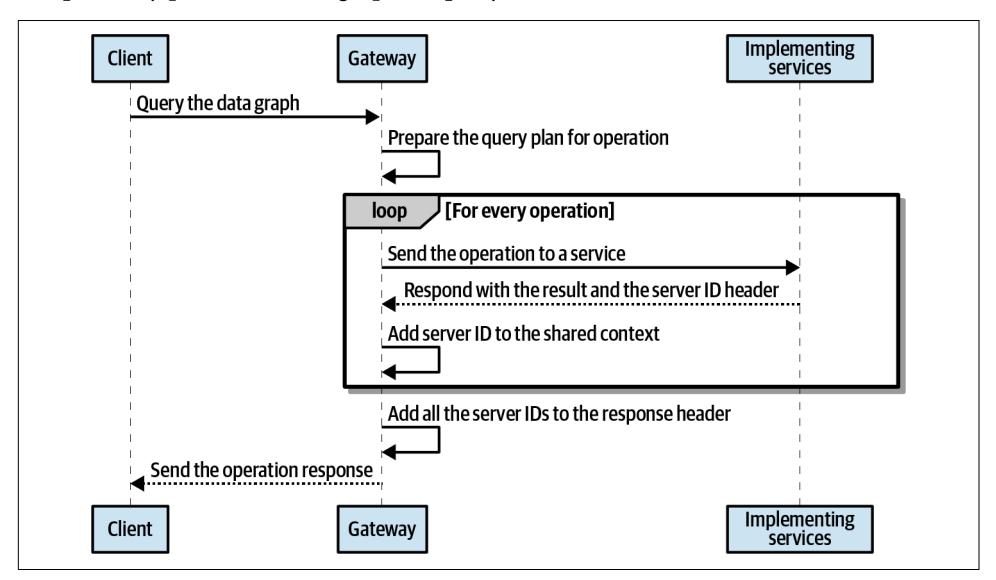 Client
Gateway
Implementing
services
Query the data graph
Prepare the query plan for operation
loop
[For every operation]
Send the operation to a service
Respond with the result and the server ID header
Add server ID to the shared context
Add all the server IDs to the response header
Send the operation response
Client
Gateway
Implementing
services